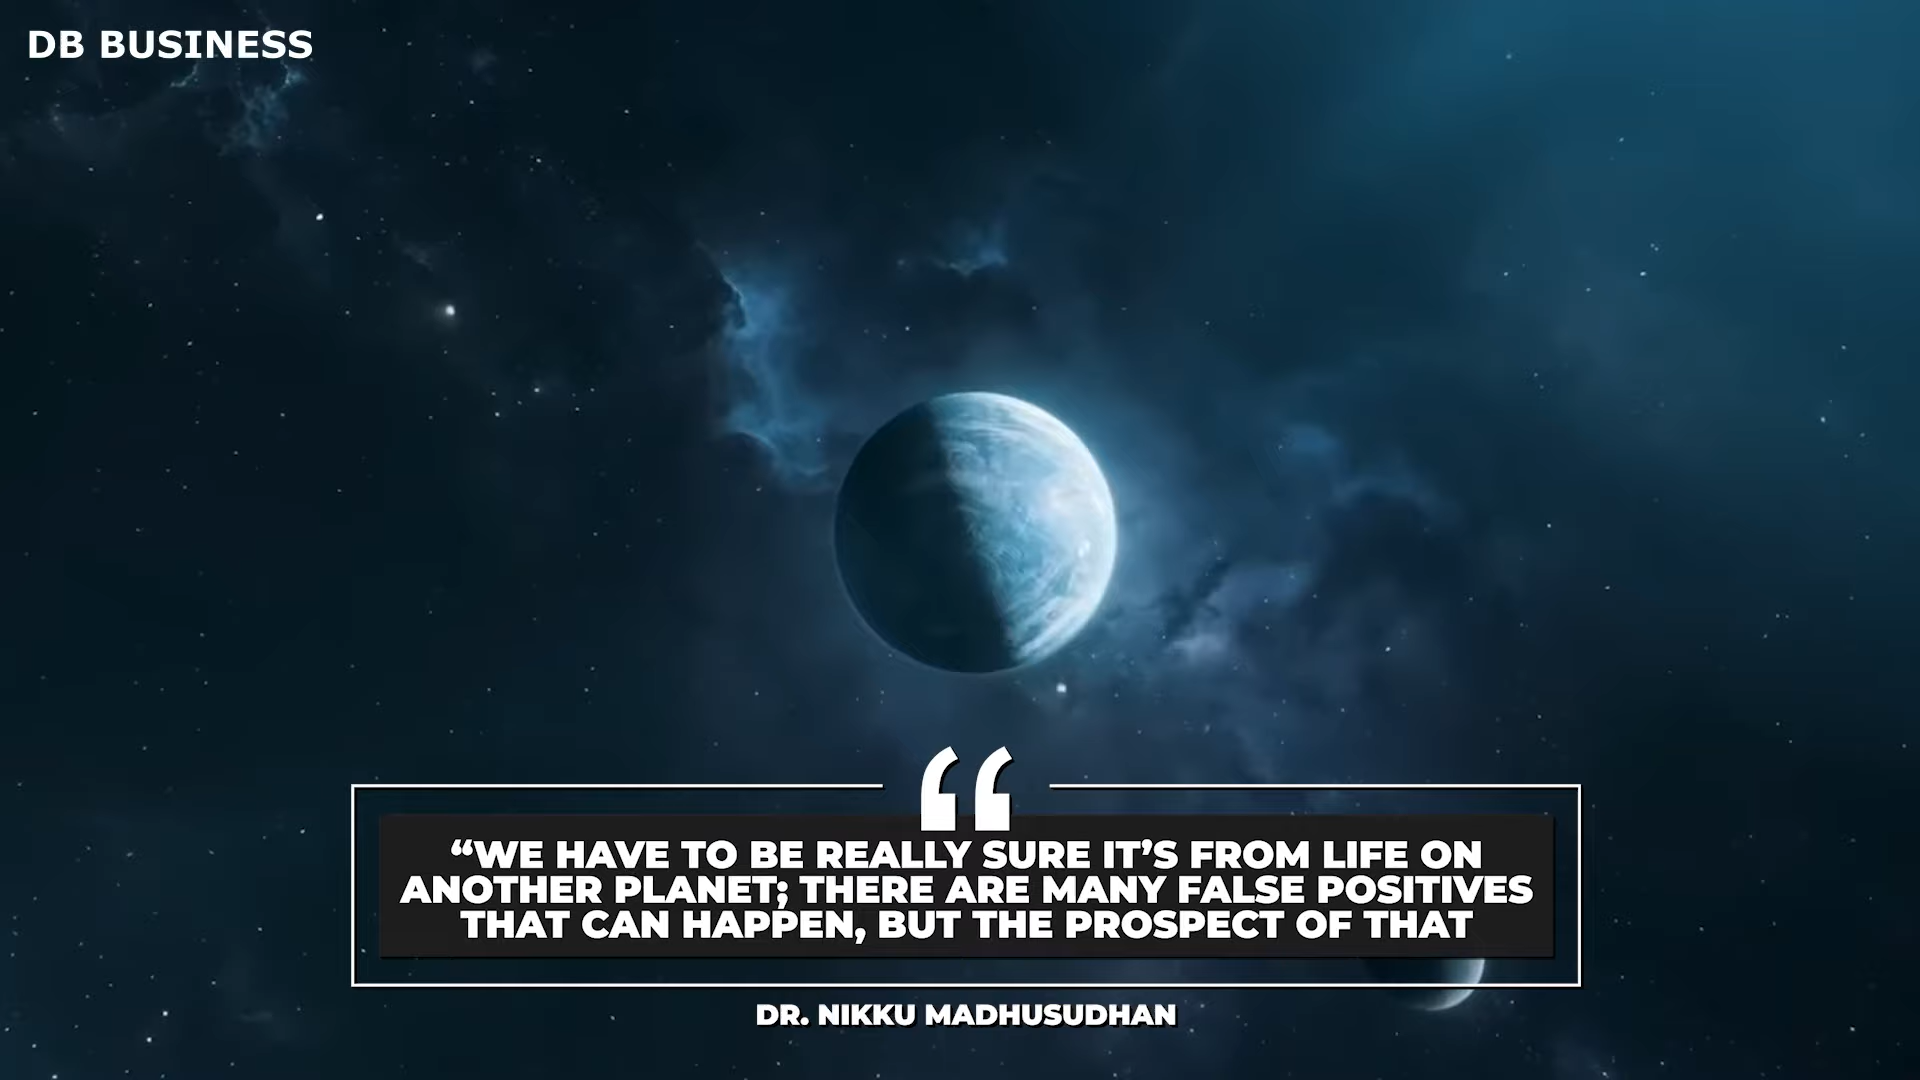 DB BUSINESS
“
“WE HAVE TO BE REALLY SURE IT’S FROM LIFE ON
ANOTHER PLANET; THERE ARE MANY FALSE POSITIVES
THAT CAN HAPPEN, BUT THE PROSPECT OF THAT
DR. NIKKU MADHUSUDHAN